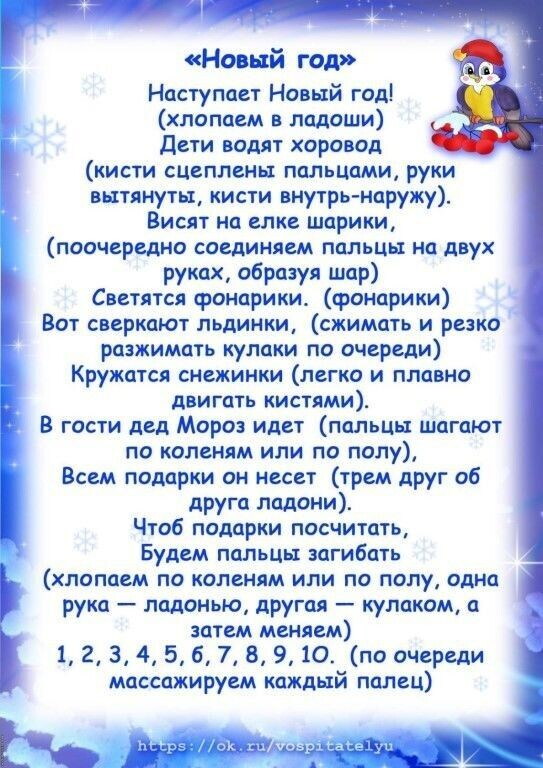 «Новый год»
Наступает Новый год!
(хлопаем в ладоши)
Дети водят хоровод
(кисти сцеплены пальцами, руки
вытянуты, кисти внутрь-наружу).
Висят на елке шарики,
(поочередно соединяем пальцы на двух
руках, образуя шар)
Светятся фонарики. (фонарики)
Вот сверкают льдинки, (сжимать и резко
разжимать кулаки по очереди)
Кружатся снежинки (легко и плавно
двигать кистями).
В гости дед Мороз идет (пальцы шагают
по коленям или по полу),
Всем подарки он несет (трем друг об
друга ладони).
Чтоб подарки посчитать,
Будем пальцы загибать
(хлопаем по коленям или по полу, одна
рука — ладонью, другая — кулаком, а
затем меняем)
1, 2, 3, 4, 5, 6, 7, 8, 9, 10. (по очереди
массажируем каждый палец)
https://ok.ru/vospitatelyu